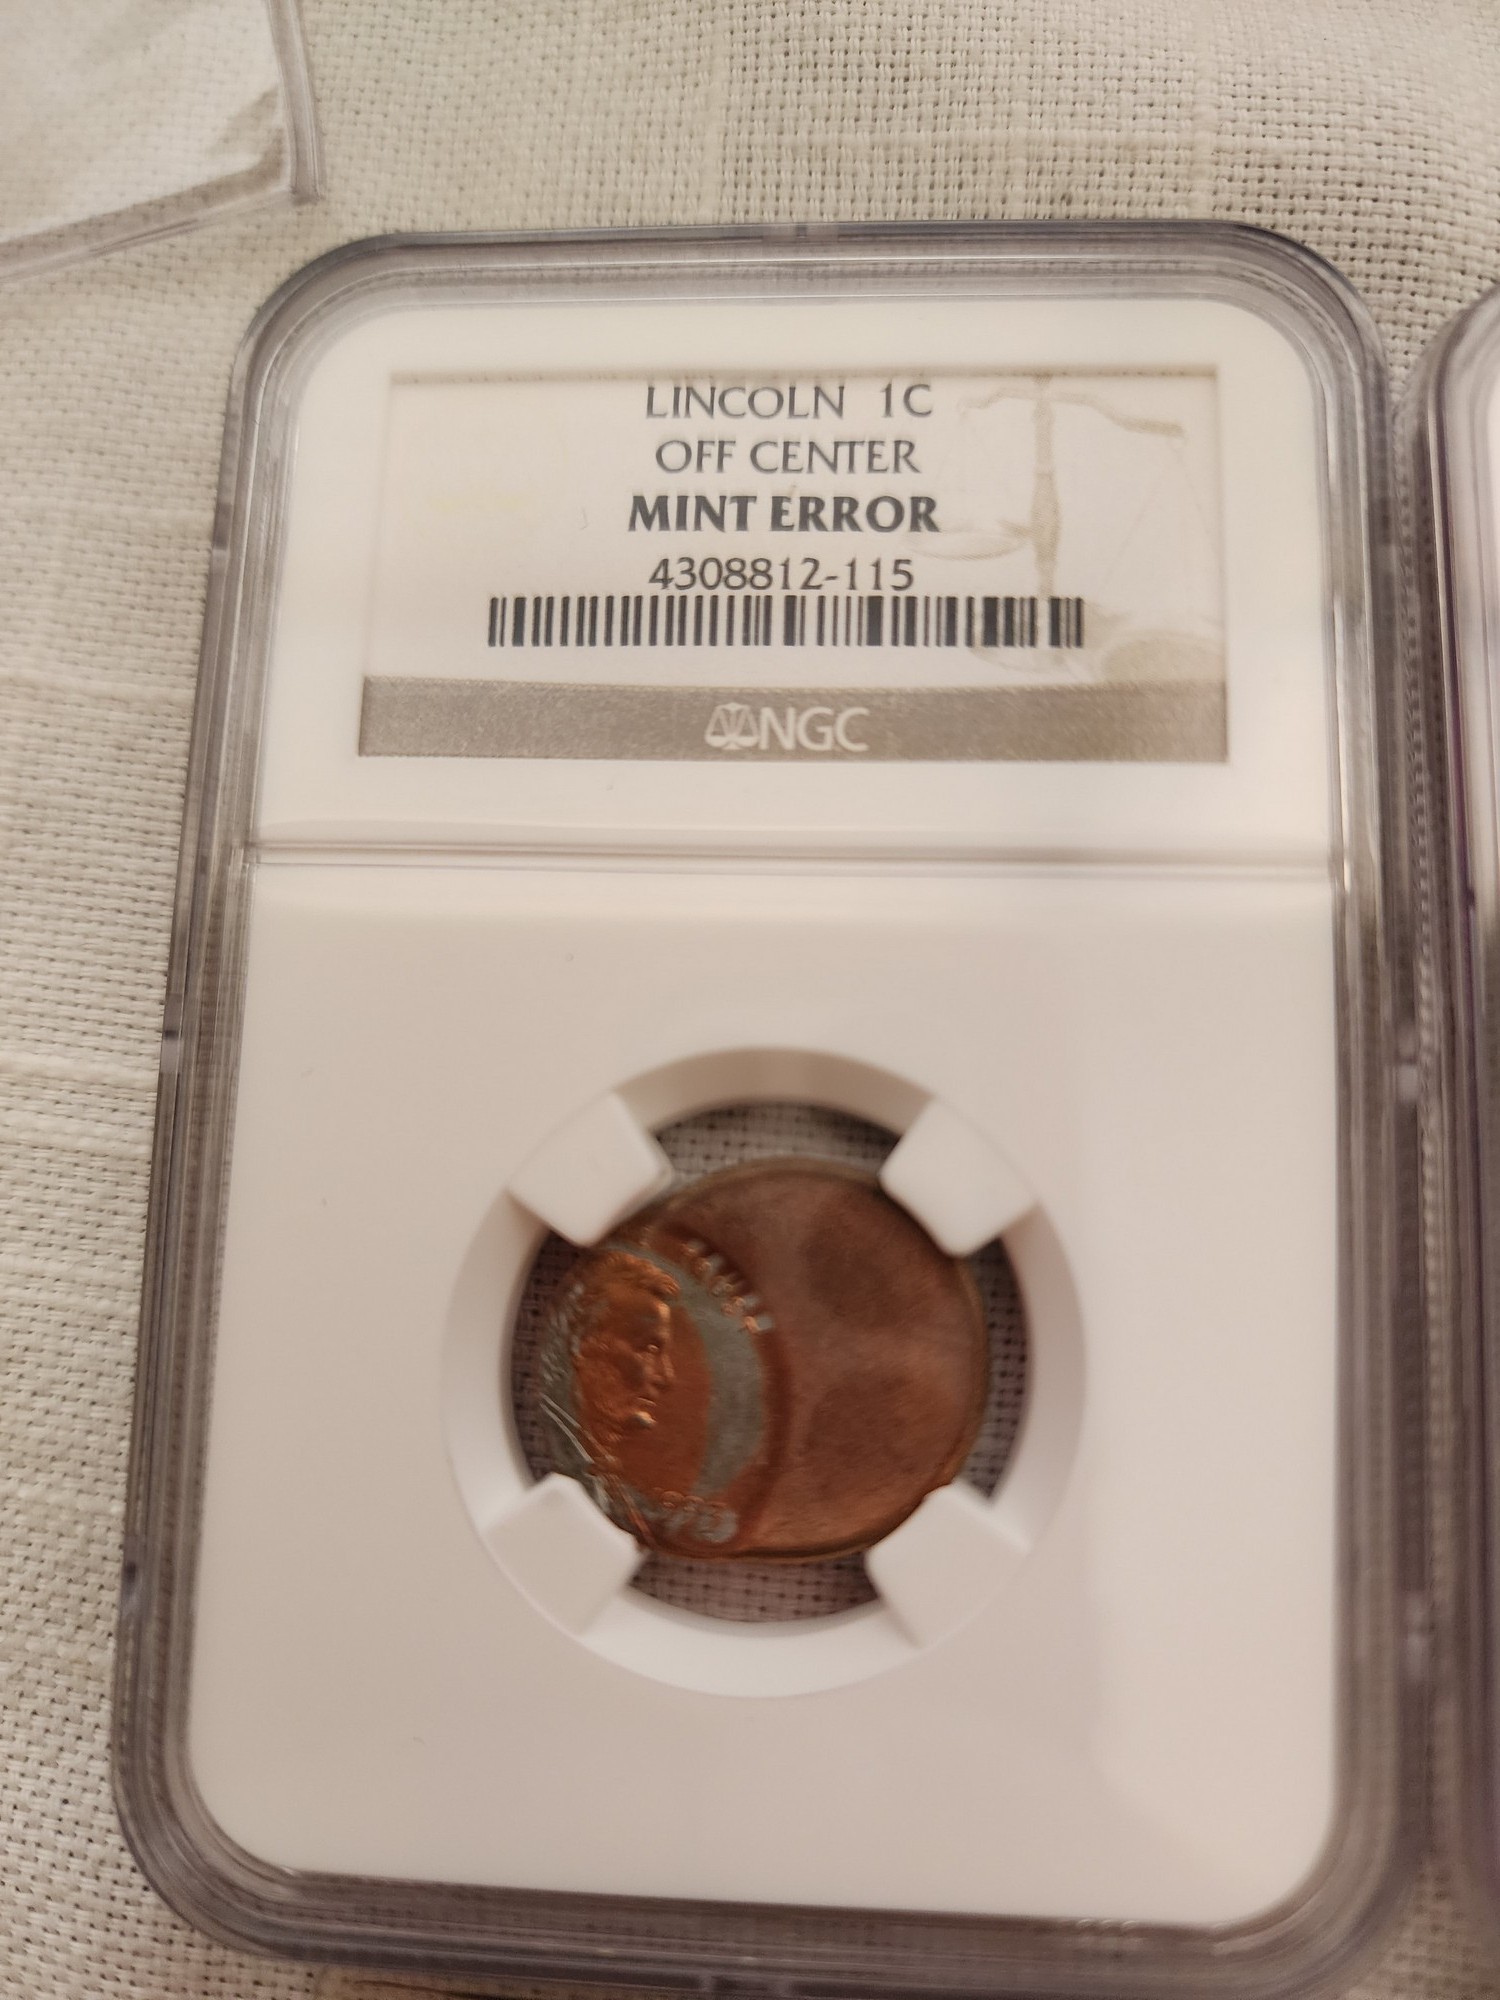 LINCOLN 1C
OFF CENTER
MINT ERROR
4308812-115
NGC